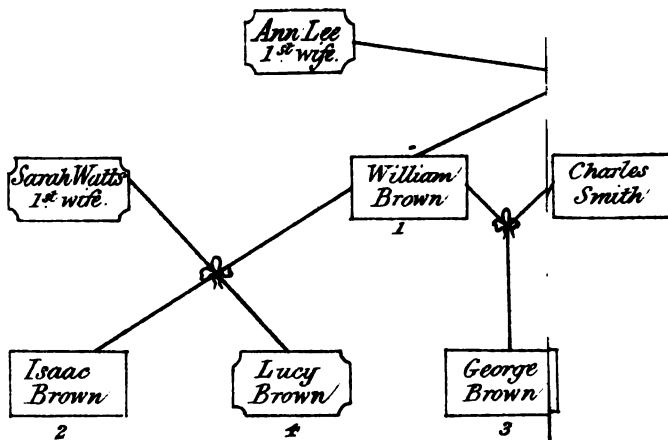 Ann Lee
1st wife.
Sarah Watts
1st wife.
William
Brown
1
Charles
Smith
Isaac
Brown
2
Lucy
Brown
4
George
Brown
3